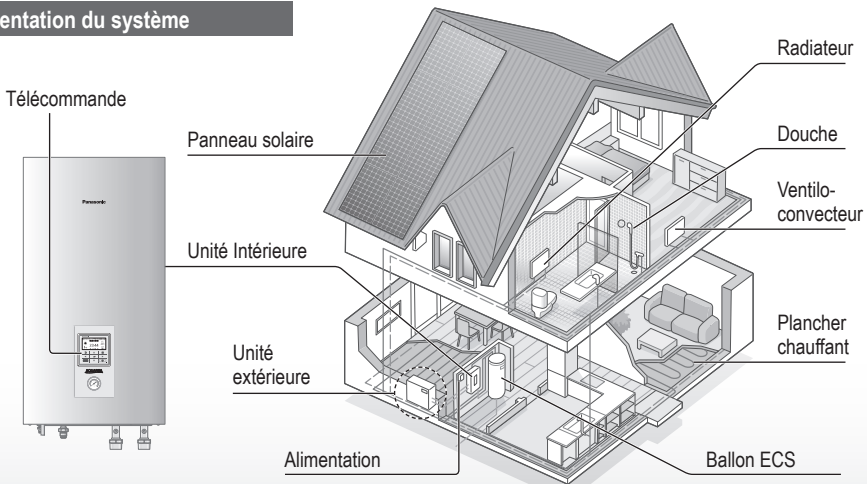 entation du système
Télécommande
Panasonic
Panneau solaire
Unité Intérieure
Unité
extérieure
Alimentation
Radiateur
Douche
Ventilo-
convecteur
Plancher
chauffant
Ballon ECS